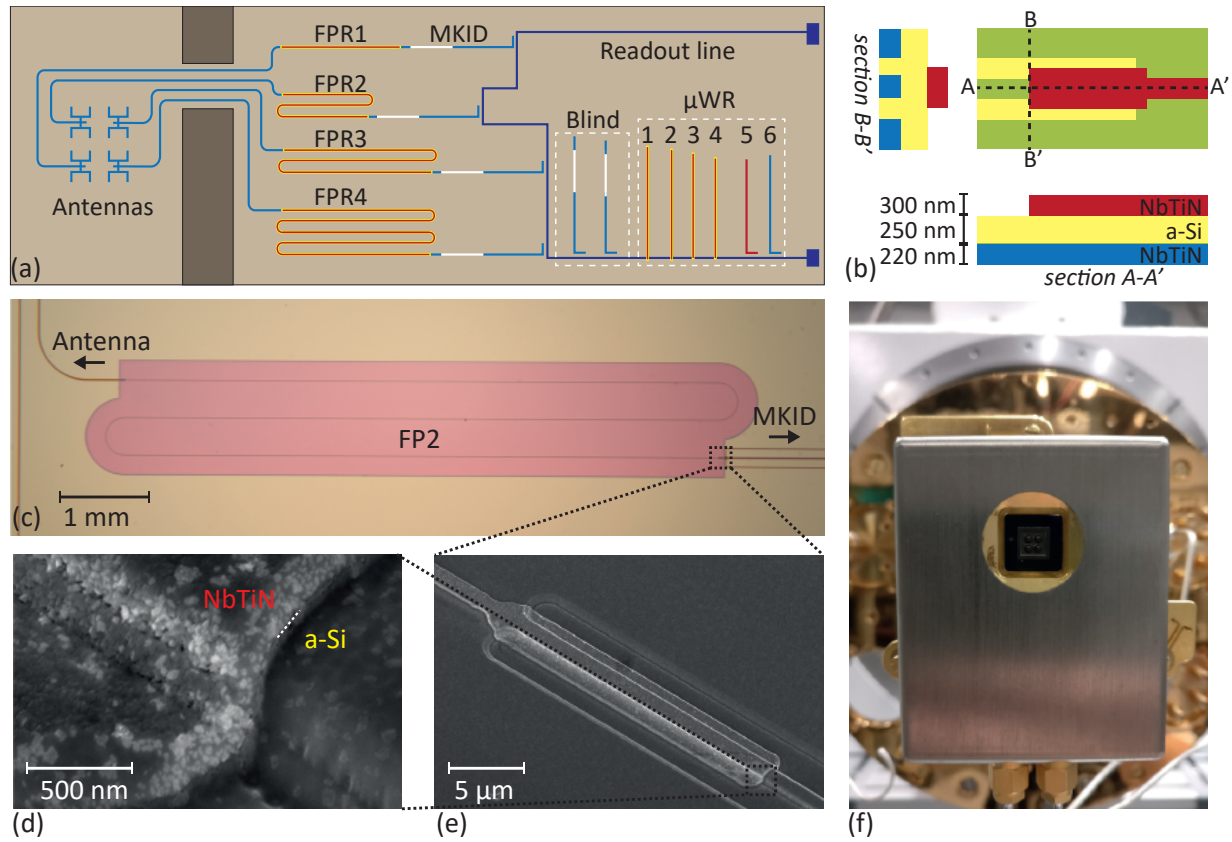 FPR1
MKID
Readout line
FPR2
FPR3
FPR4
Antennas
Blind
μWR
1 2 3 4 5 6
(a)
section B-B'
B
A
A'
B'
300 nm
NbTiN
250 nm
a-Si
220 nm
NbTiN
section A-A'
(b)
Antenna
FP2
MKID
1 mm
(c)
NbTiN
a-Si
500 nm
(d)
5 μm
(e)
(f)